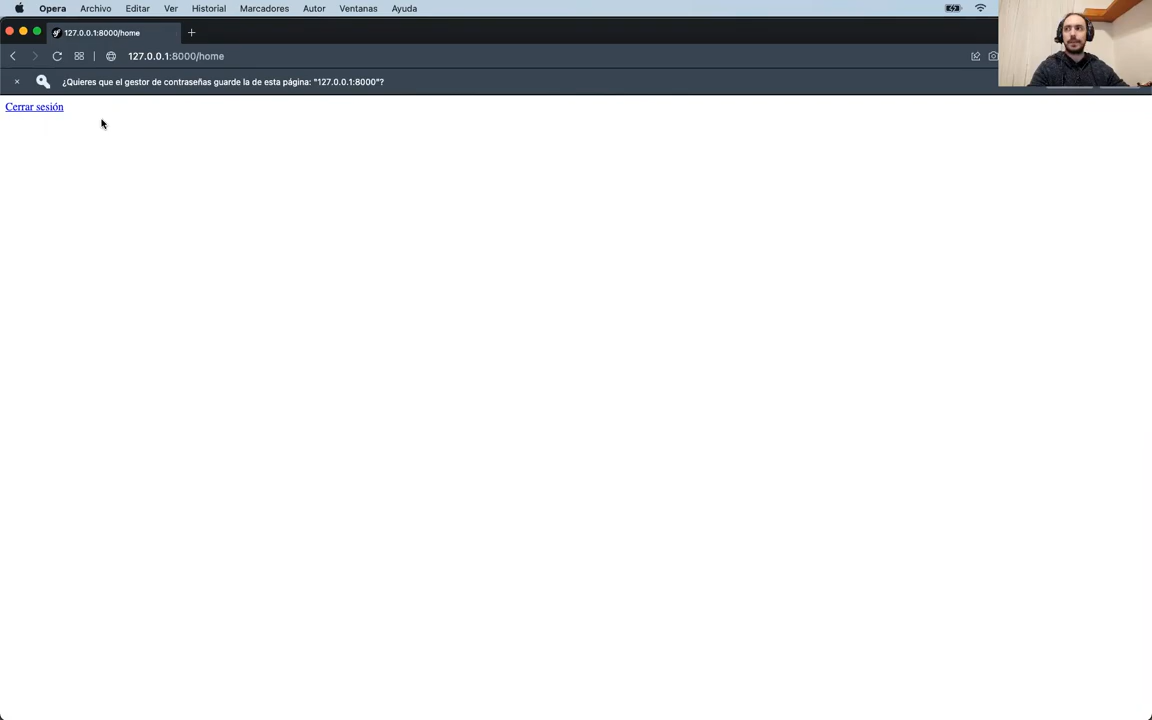 Opera Archivo Editar Ver Historial Marcadores Autor Ventanas Ayuda
127.0.0.1:8000/home
127.0.0.1:8000/home
¿Quieres que el gestor de contraseñas guarde la de esta página: "127.0.0.1:8000"?
Cerrar sesión